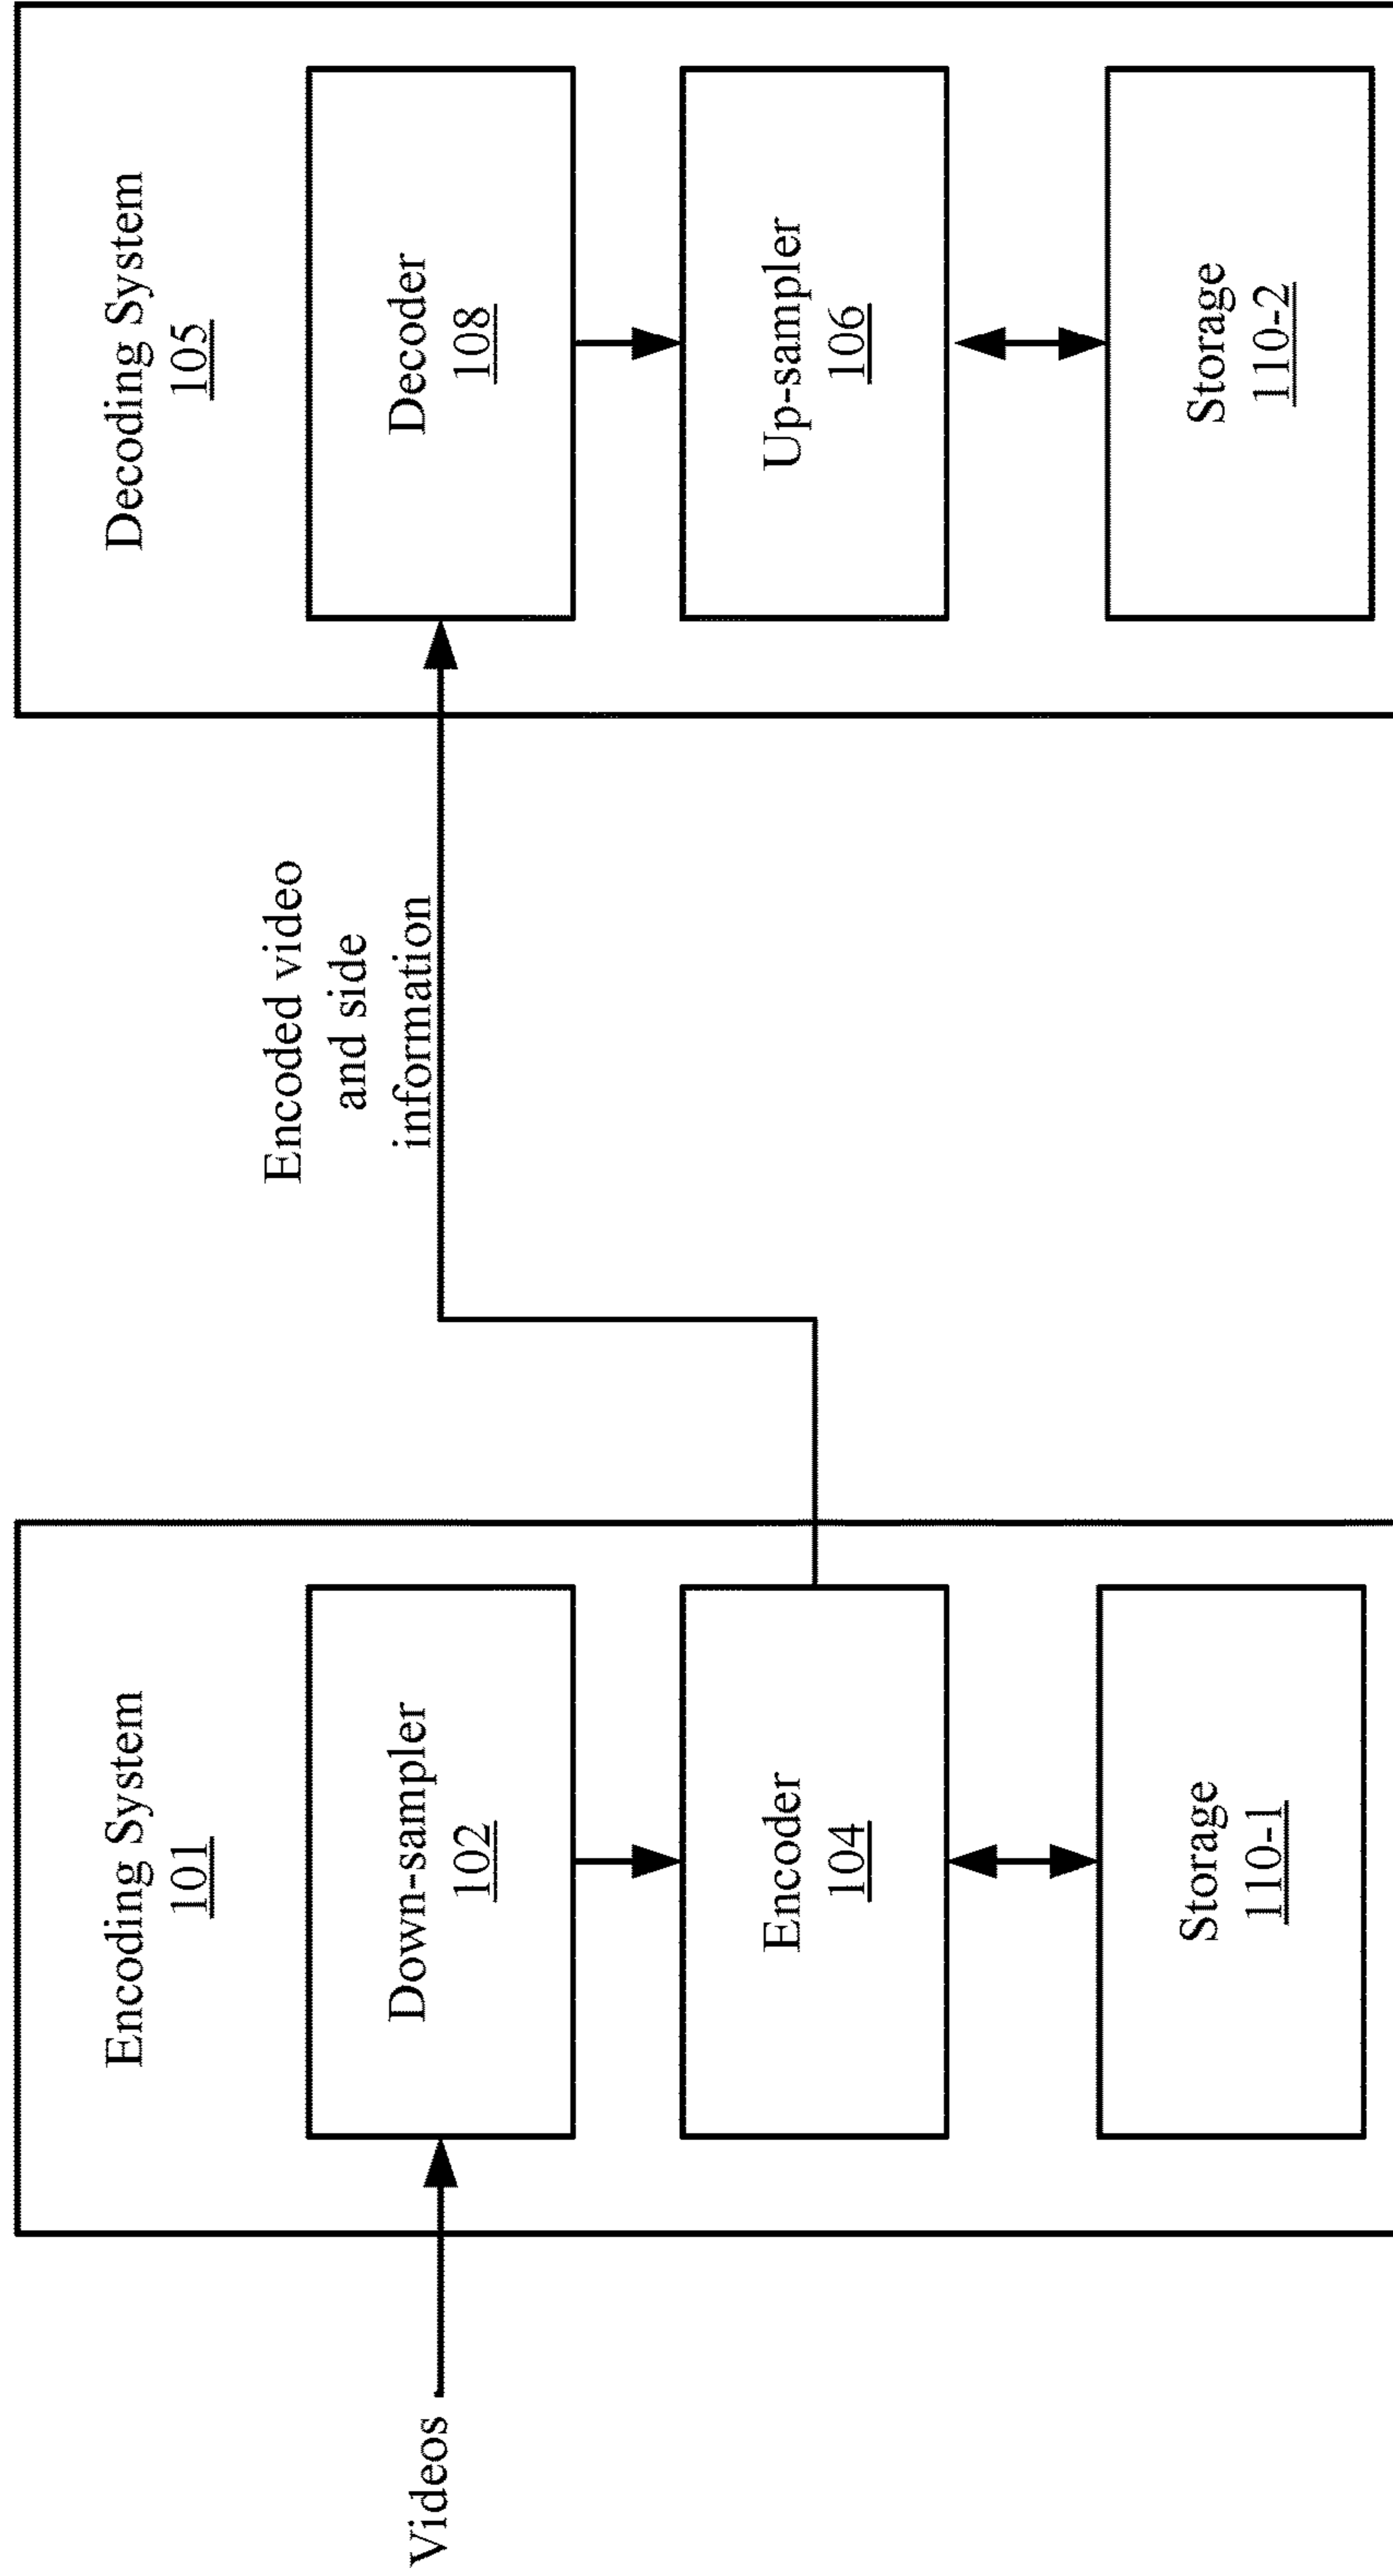 Videos
Encoding System
101
Down-sampler
102
Encoder
104
Storage
110-1
Encoded video
and side
information
Decoding System
105
Decoder
108
Up-sampler
106
Storage
110-2